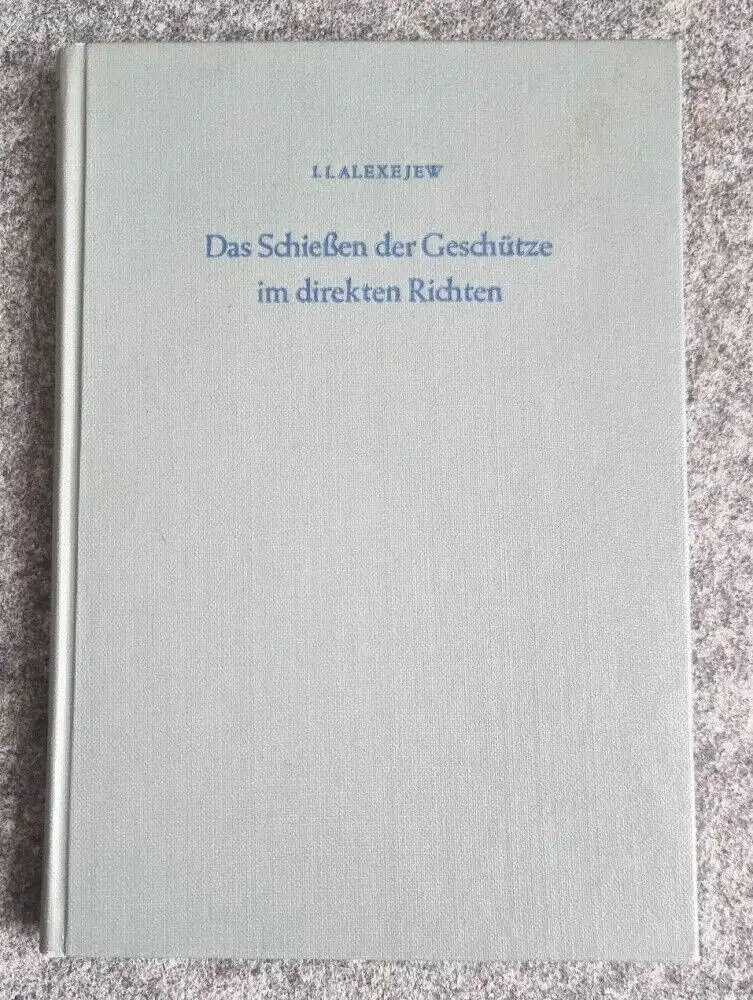 I. I. ALEXEJEW
Das Schießen der Geschütze
im direkten Richten